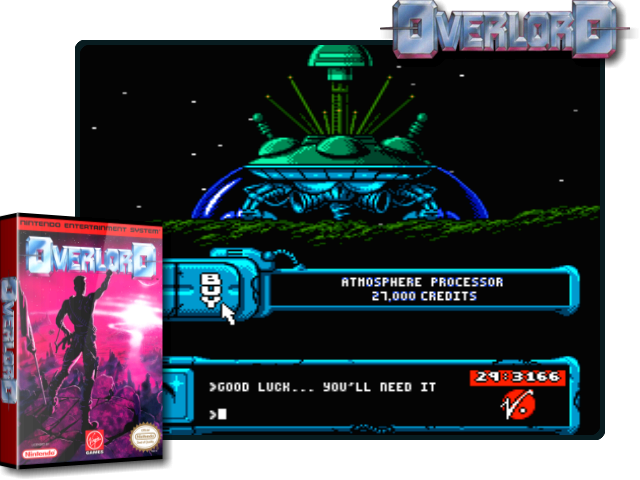 OVERLORD
BUY
ATMOSPHERE PROCESSOR
27,000 CREDITS
>GOOD LUCK... YOU'LL NEED IT
29:3166
>
NINTENDO ENTERTAINMENT SYSTEM
OVERLORD
OVERLORD
Nintendo
Virgin
GAMES